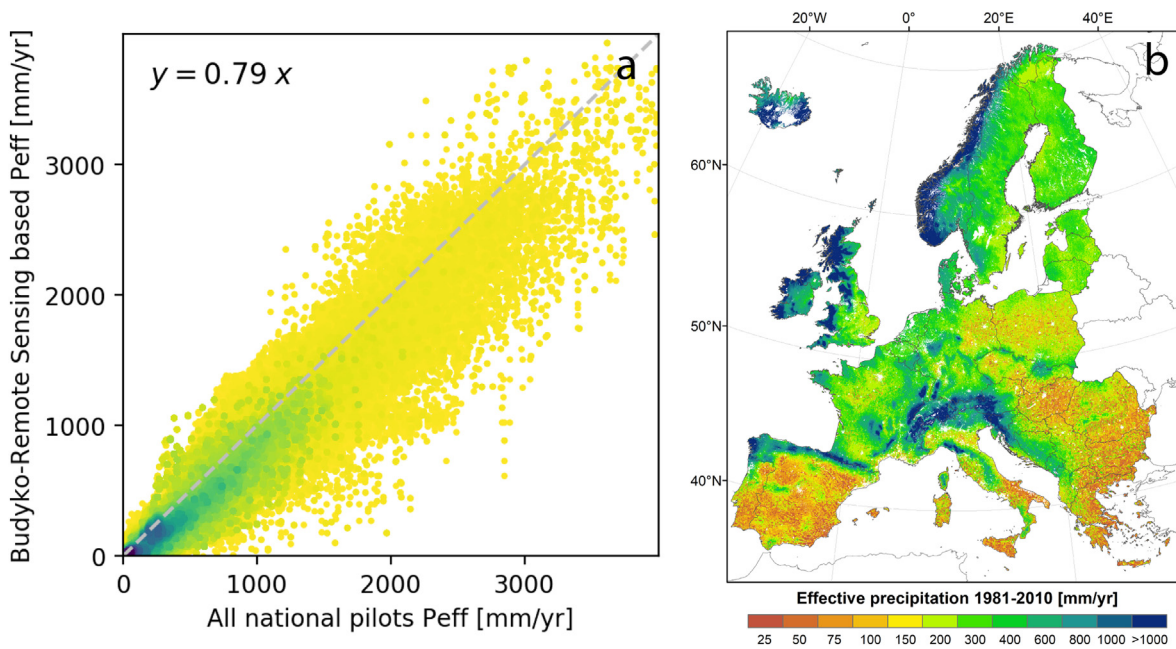 a
y = 0.79 x
Budyko-Remote Sensing based Peff [mm/yr]
3000
2000
1000
0
0 1000 2000 3000
All national pilots Peff [mm/yr]
20°W 0° 20°E 40°E
b
60°N
50°N
40°N
Effective precipitation 1981-2010 [mm/yr]
25 50 75 100 150 200 300 400 600 800 1000 >1000